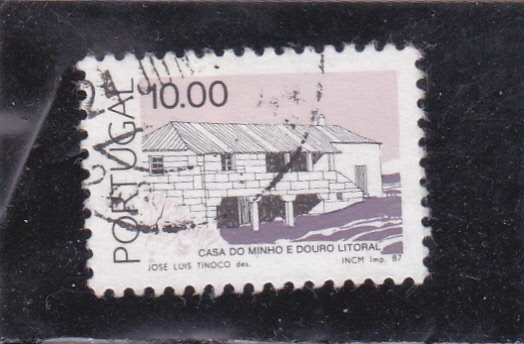 PORTUGAL
10.00
CASA DO MINHO E DOURO LITORAL
JOSÉ LUIS TINOCO des. INCM Imp. 87